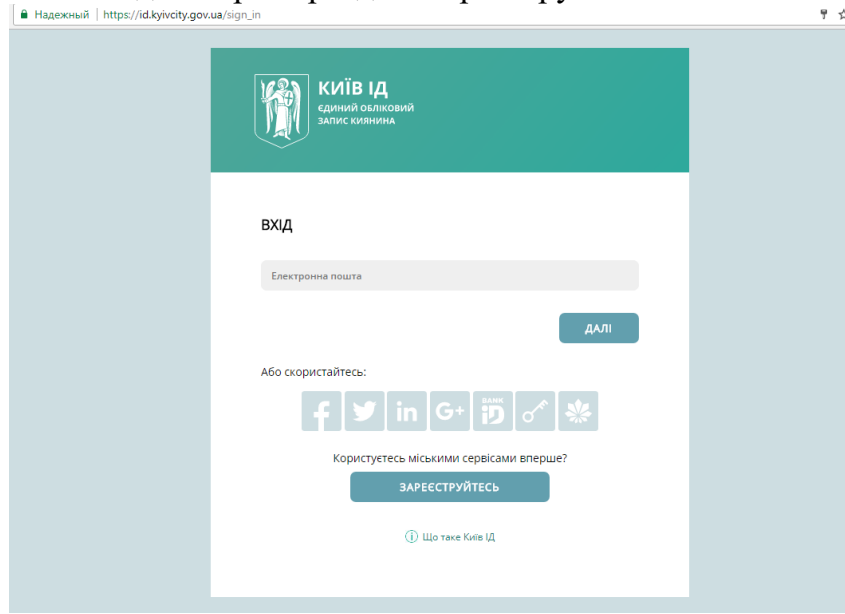 Надежный | https://id.kyivcity.gov.ua/sign_in
КИЇВ ІД
ЄДИНИЙ ОБЛІКОВИЙ
ЗАПИС КИЯНИНА
ВХІД
Електронна пошта
ДАЛІ
Або скористайтесь:
f in G+ BANK iD
Користуєтесь міськими сервісами вперше?
ЗАРЕЄСТРУЙТЕСЬ
Що таке Київ ІД